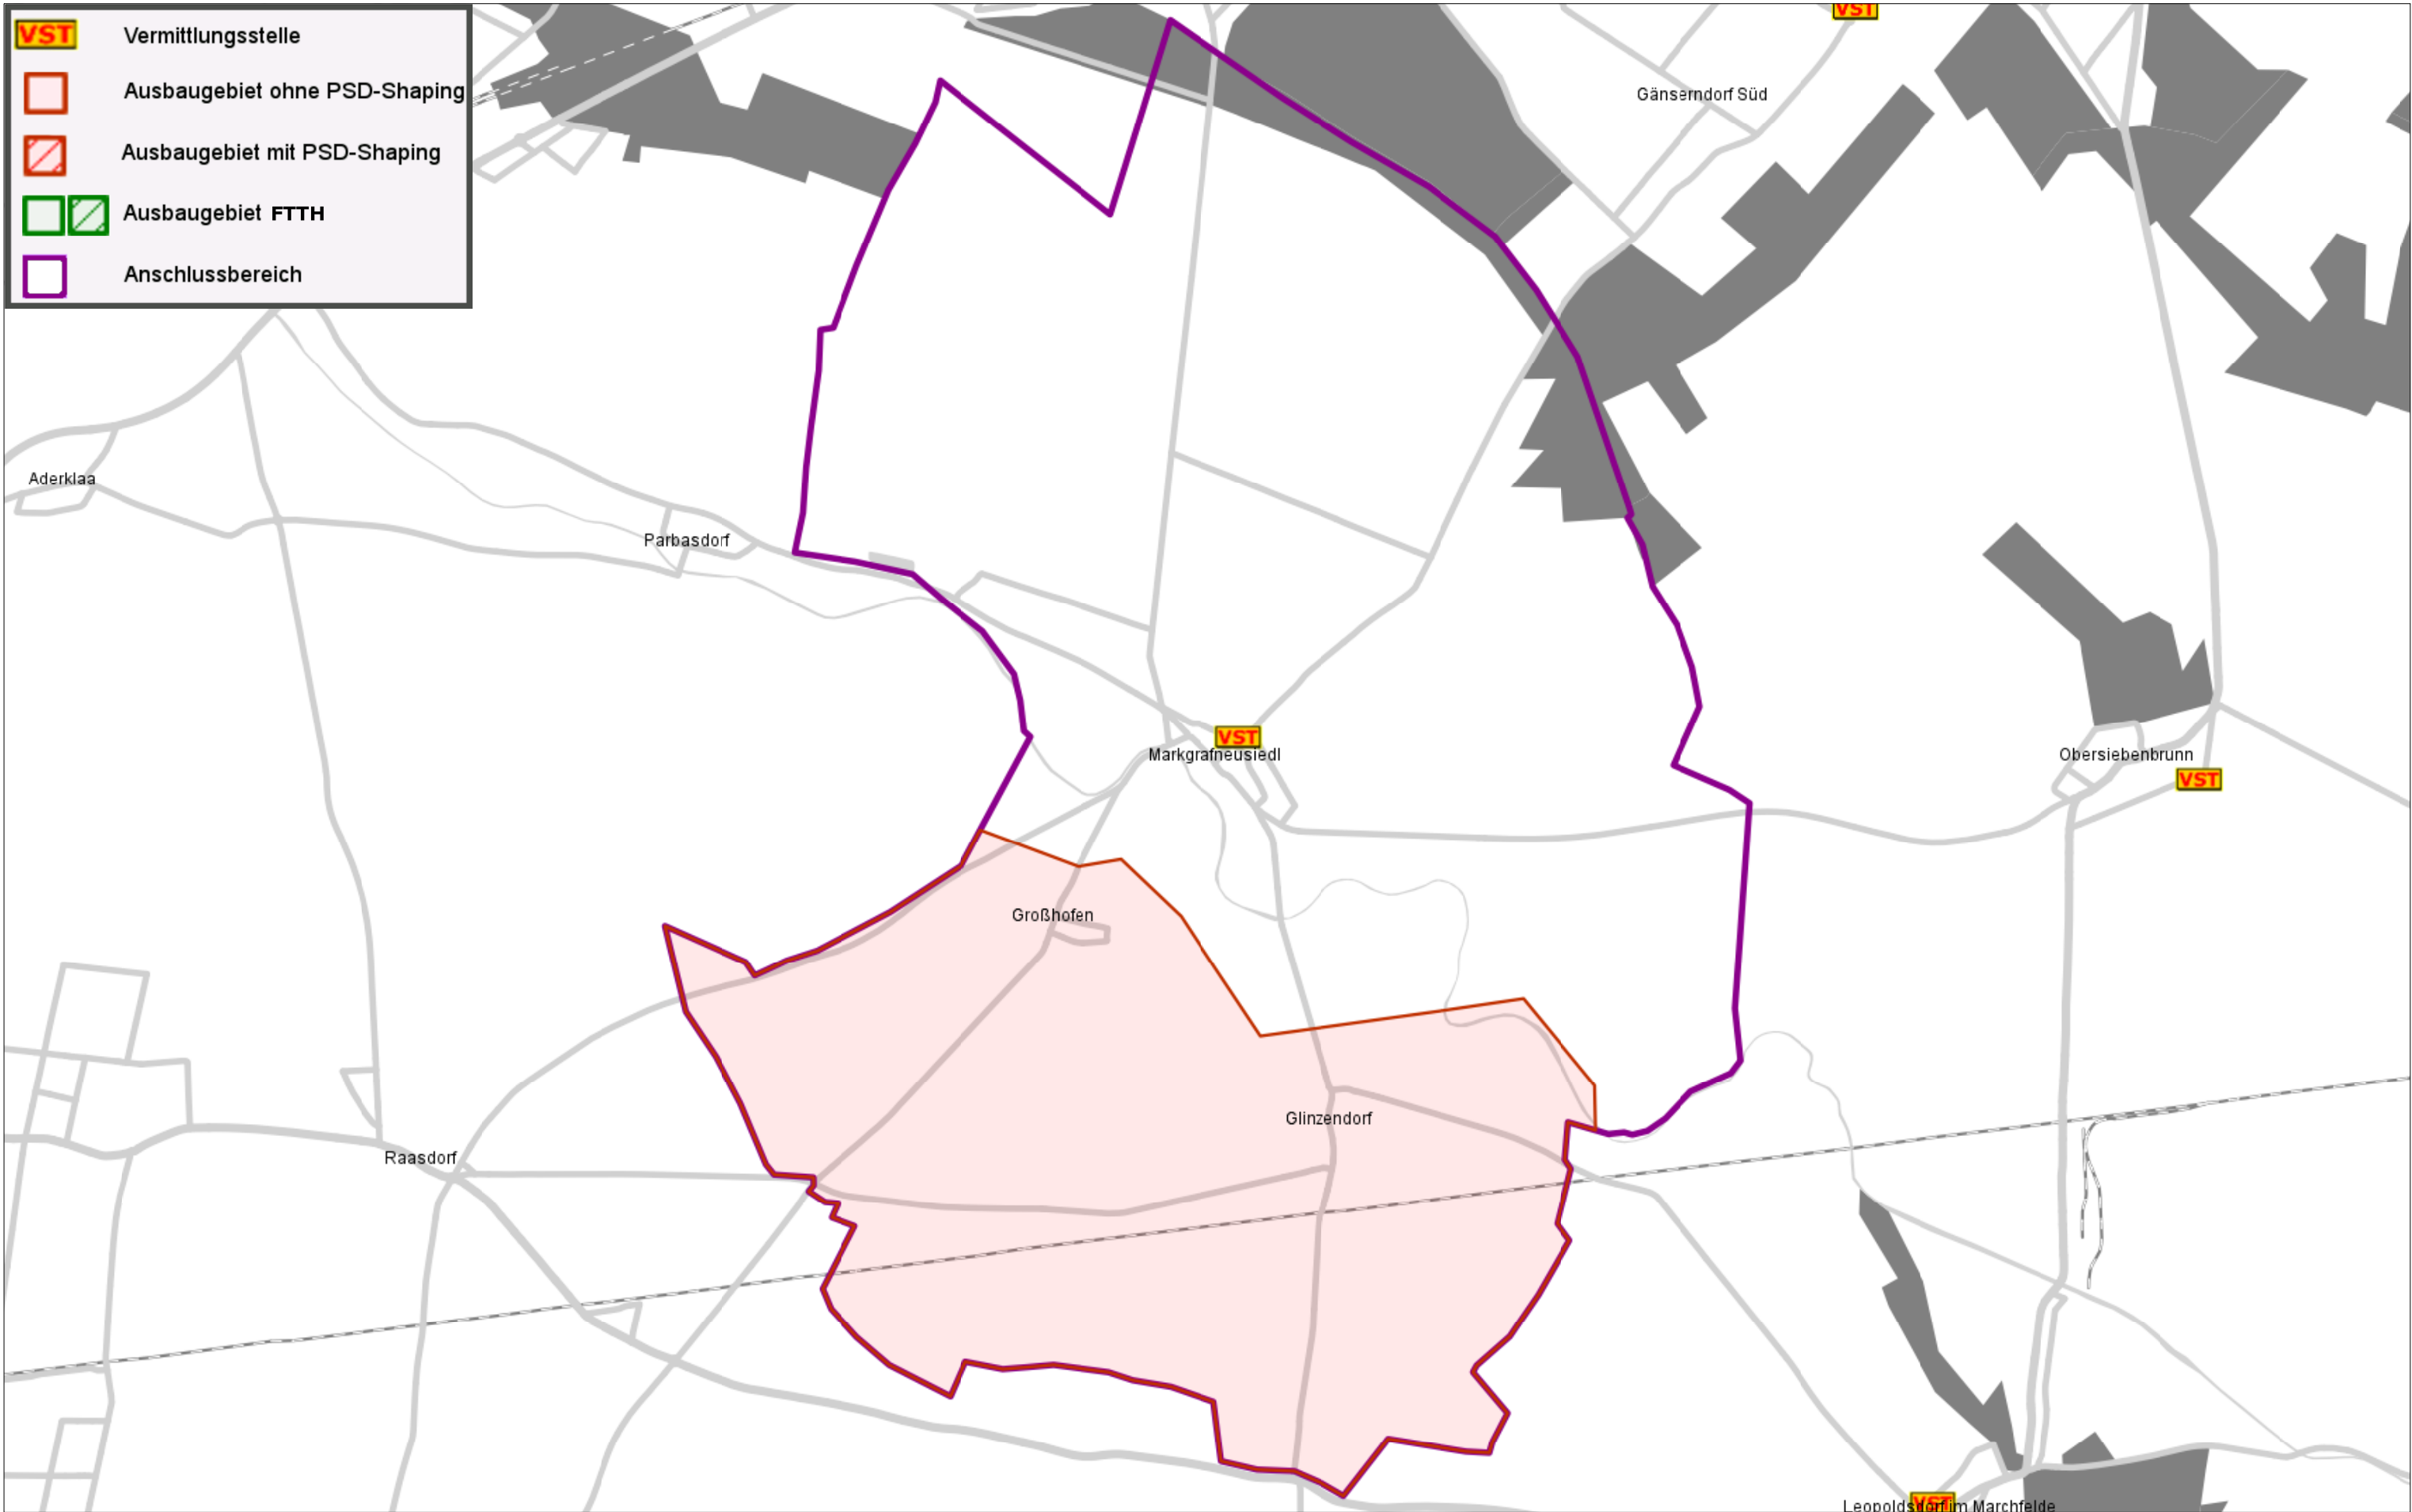 VST Vermittlungsstelle
Ausbaugebiet ohne PSD-Shaping
Ausbaugebiet mit PSD-Shaping
Ausbaugebiet FTTH
Anschlussbereich
VST
Gänserndorf Süd
Aderklaa
Parbasdorf
VST
Markgrafneusiedl
Obersiebenbrunn
VST
Großhofen
Glinzendorf
Raasdorf
VST
Leopoldsdorf im Marchfelde